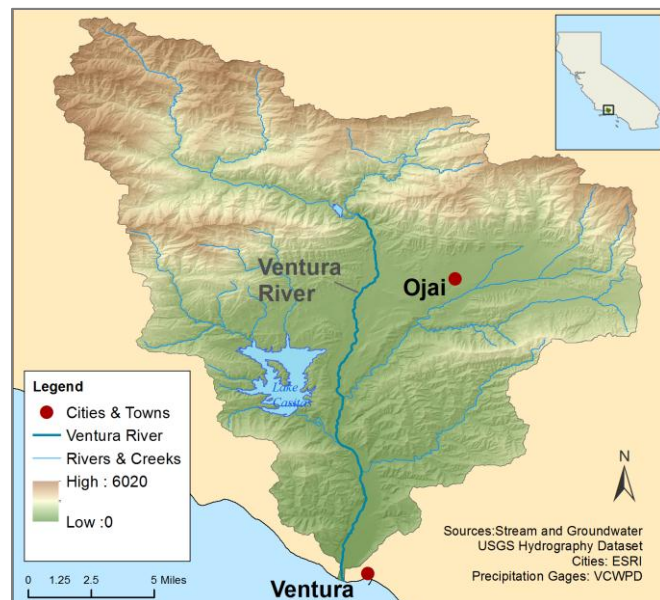 Ventura
River
Ojai
Lake
Casitas
Legend
Cities & Towns
Ventura River
Rivers & Creeks
High : 6020
Low :0
0 1.25 2.5 5 Miles
N
Sources:Stream and Groundwater
USGS Hydrography Dataset
Cities: ESRI
Precipitation Gages: VCWPD
Ventura